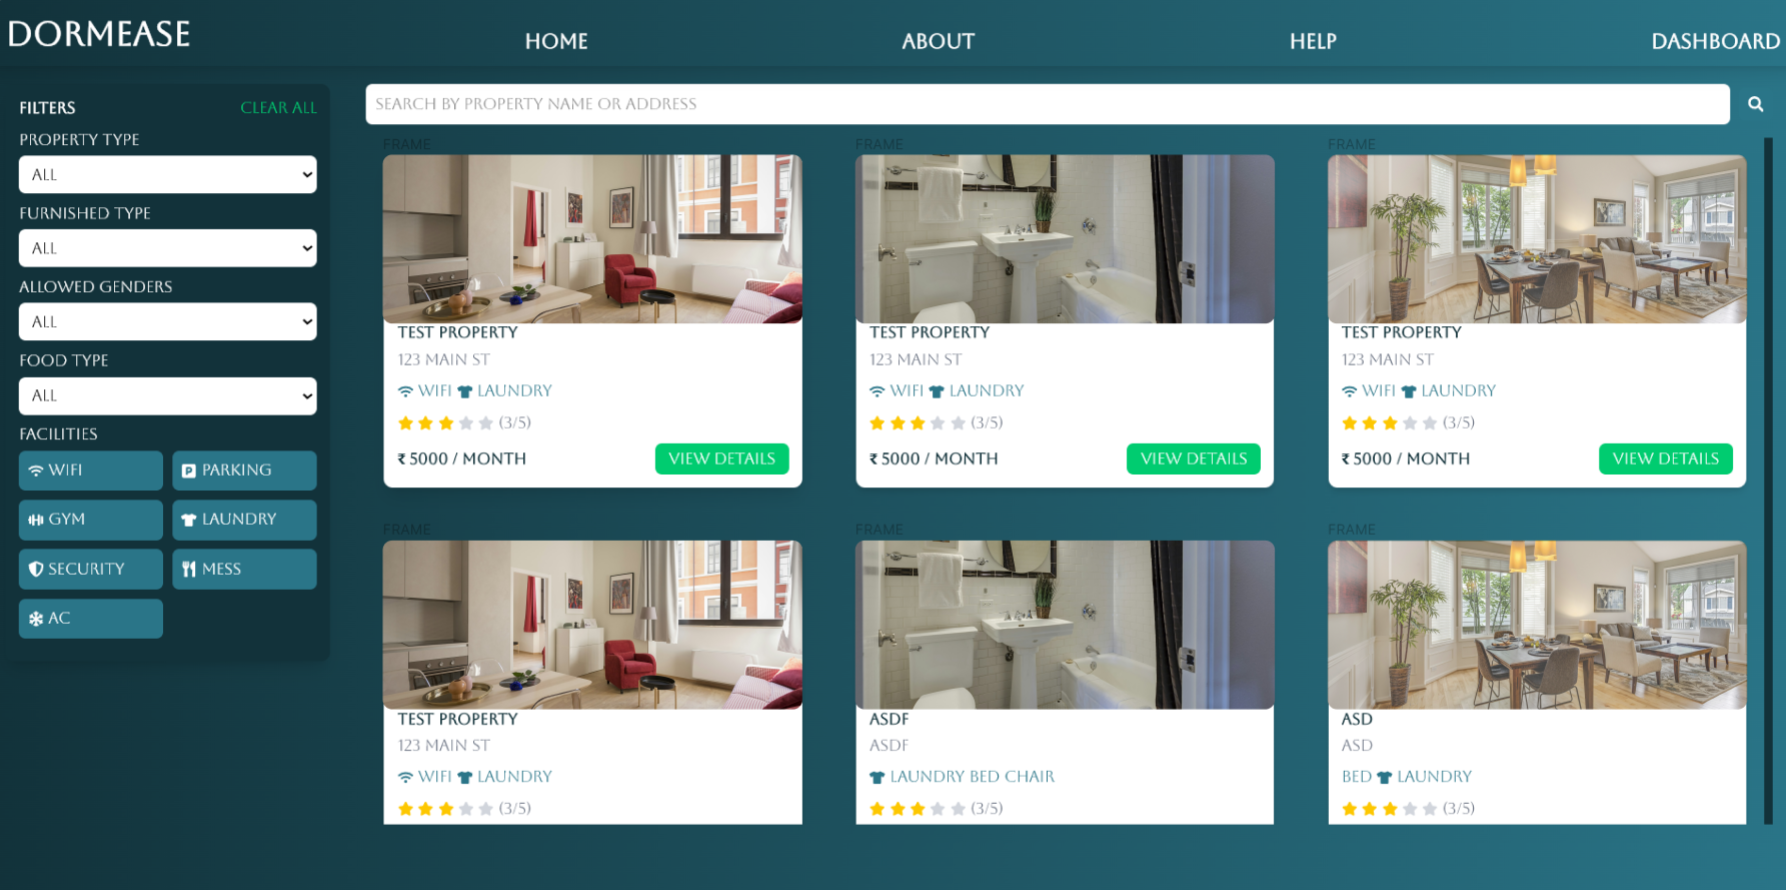 DORMEASE
HOME
ABOUT
HELP
DASHBOARD
FILTERS
CLEAR ALL
PROPERTY TYPE
ALL
FURNISHED TYPE
ALL
ALLOWED GENDERS
ALL
FOOD TYPE
ALL
FACILITIES
WIFI
PARKING
GYM
LAUNDRY
SECURITY
MESS
AC
SEARCH BY PROPERTY NAME OR ADDRESS
FRAME
TEST PROPERTY
123 MAIN ST
WIFI LAUNDRY
(3/5)
₹ 5000 / MONTH
VIEW DETAILS
FRAME
TEST PROPERTY
123 MAIN ST
WIFI LAUNDRY
(3/5)
₹ 5000 / MONTH
VIEW DETAILS
FRAME
TEST PROPERTY
123 MAIN ST
WIFI LAUNDRY
(3/5)
₹ 5000 / MONTH
VIEW DETAILS
FRAME
TEST PROPERTY
123 MAIN ST
WIFI LAUNDRY
(3/5)
FRAME
ASDF
ASDF
LAUNDRY BED CHAIR
(3/5)
FRAME
ASD
ASD
BED LAUNDRY
(3/5)